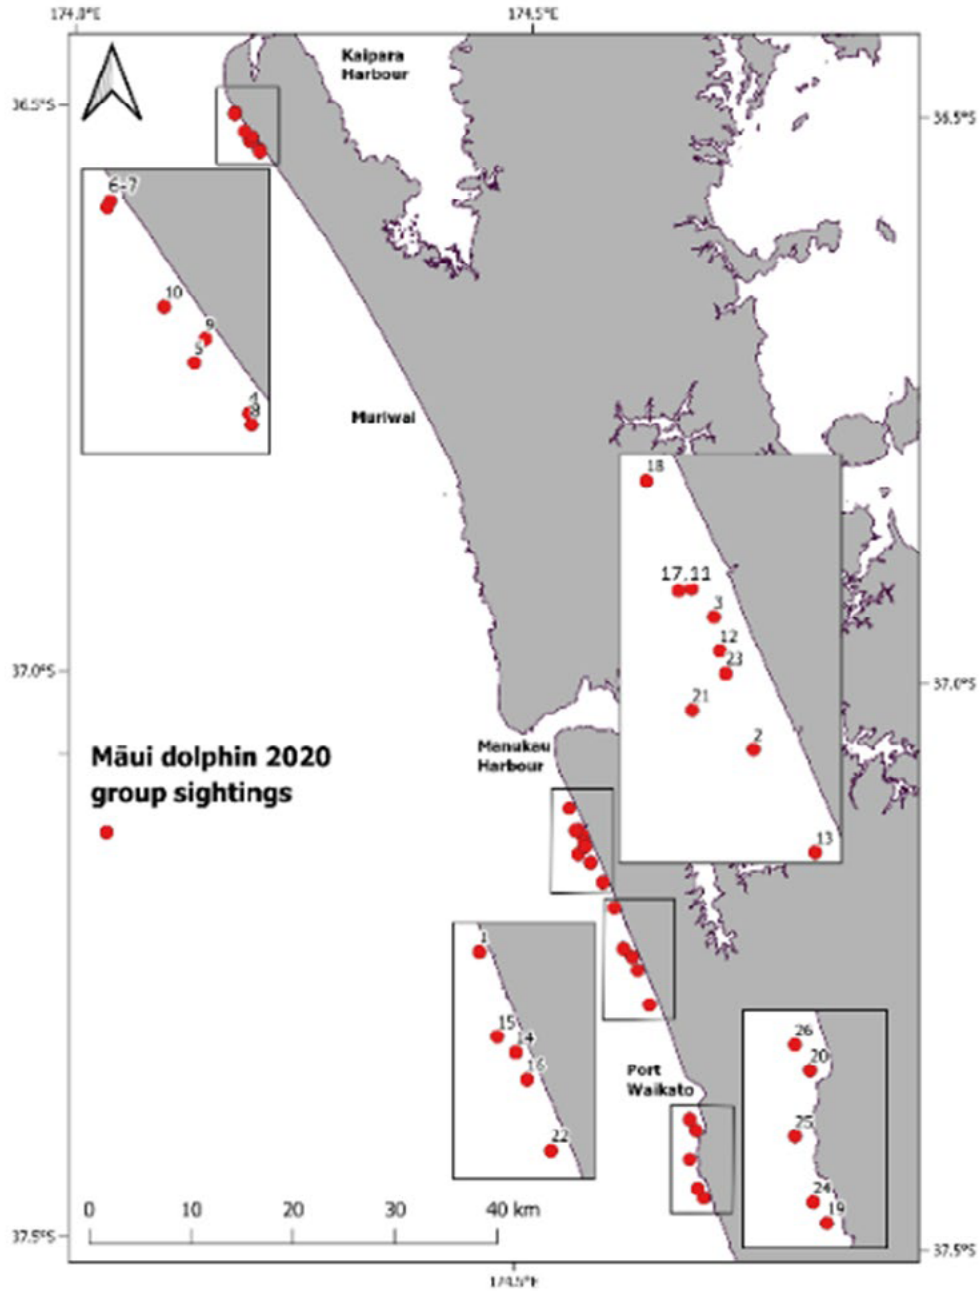 174.0°E
174.5°E
36.5°S
36.5°S
Kaipara
Harbour
6-7
10
9
5
4
8
Muriwai
18
17,11
3
12
23
21
2
13
37.0°S
37.0°S
Manukau
Harbour
Māui dolphin 2020
group sightings
1
15
14
16
22
Port
Waikato
26
20
25
24
19
0
10
20
30
40 km
37.5°S
37.5°S
174.5°E